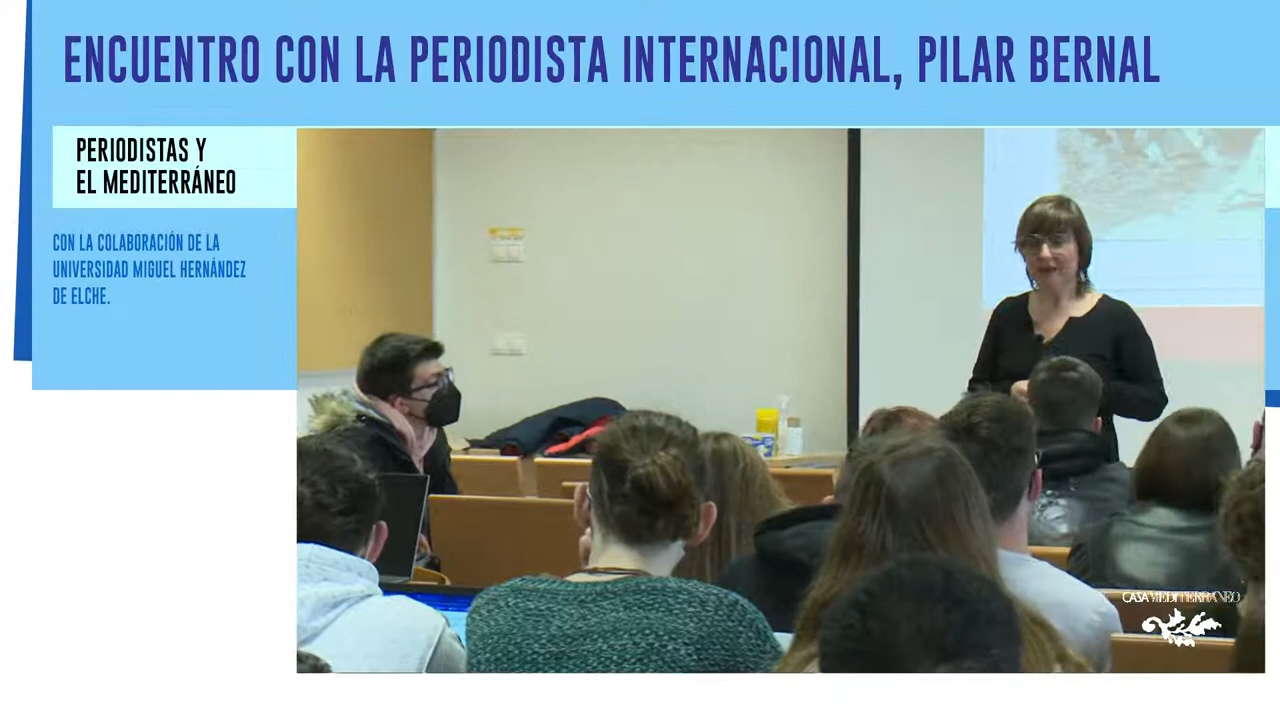 ENCUENTRO CON LA PERIODISTA INTERNACIONAL, PILAR BERNAL
PERIODISTAS Y
EL MEDITERRÁNEO
CON LA COLABORACIÓN DE LA
UNIVERSIDAD MIGUEL HERNÁNDEZ
DE ELCHE.
CASA MEDITERRÁNEO